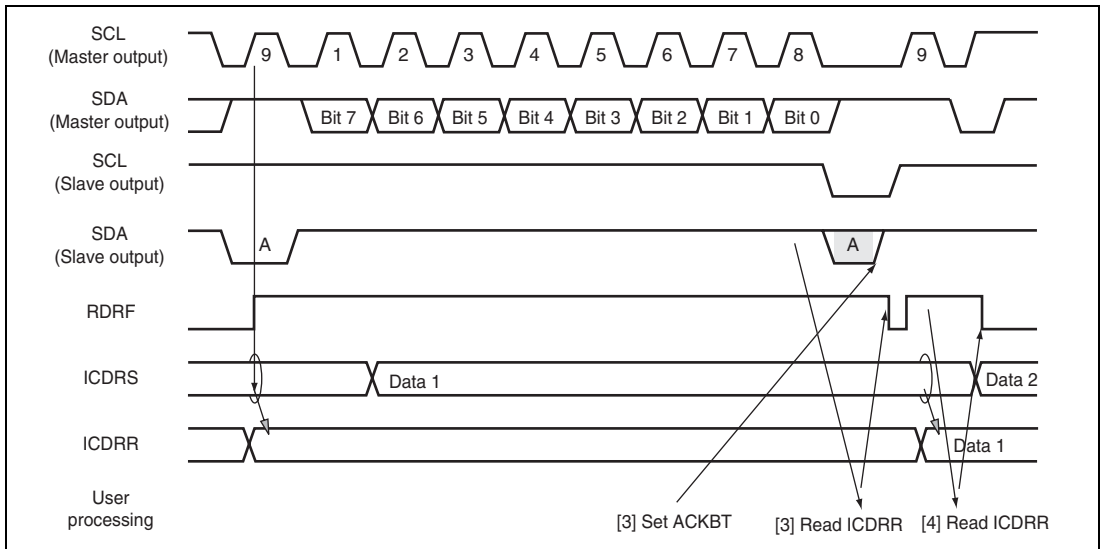 SCL
(Master output)
9 1 2 3 4 5 6 7 8 9
SDA
(Master output)
Bit 7 Bit 6 Bit 5 Bit 4 Bit 3 Bit 2 Bit 1 Bit 0
SCL
(Slave output)
SDA
(Slave output)
A A
RDRF
ICDRS
Data 1 Data 2
ICDRR
Data 1
User
processing
[3] Set ACKBT [3] Read ICDRR [4] Read ICDRR